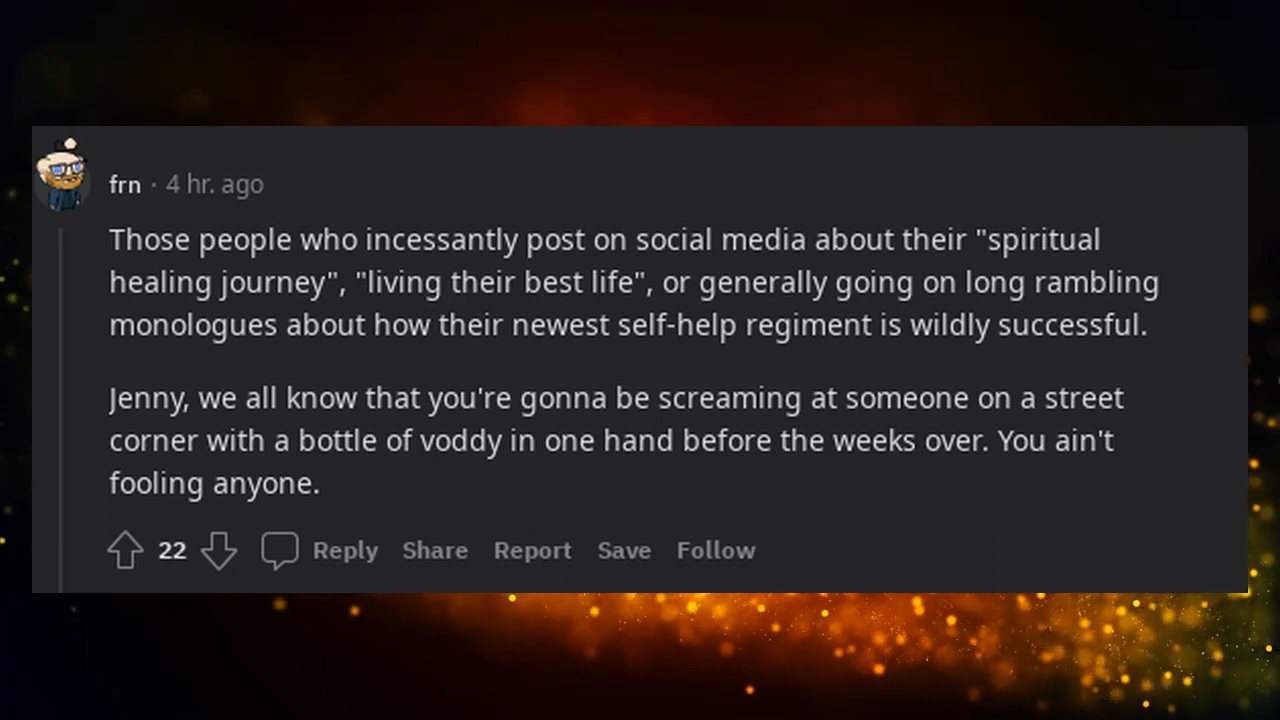 frn · 4 hr. ago
Those people who incessantly post on social media about their "spiritual
healing journey", "living their best life", or generally going on long rambling
monologues about how their newest self-help regiment is wildly successful.
Jenny, we all know that you're gonna be screaming at someone on a street
corner with a bottle of voddy in one hand before the weeks over. You ain't
fooling anyone.
22 Reply Share Report Save Follow